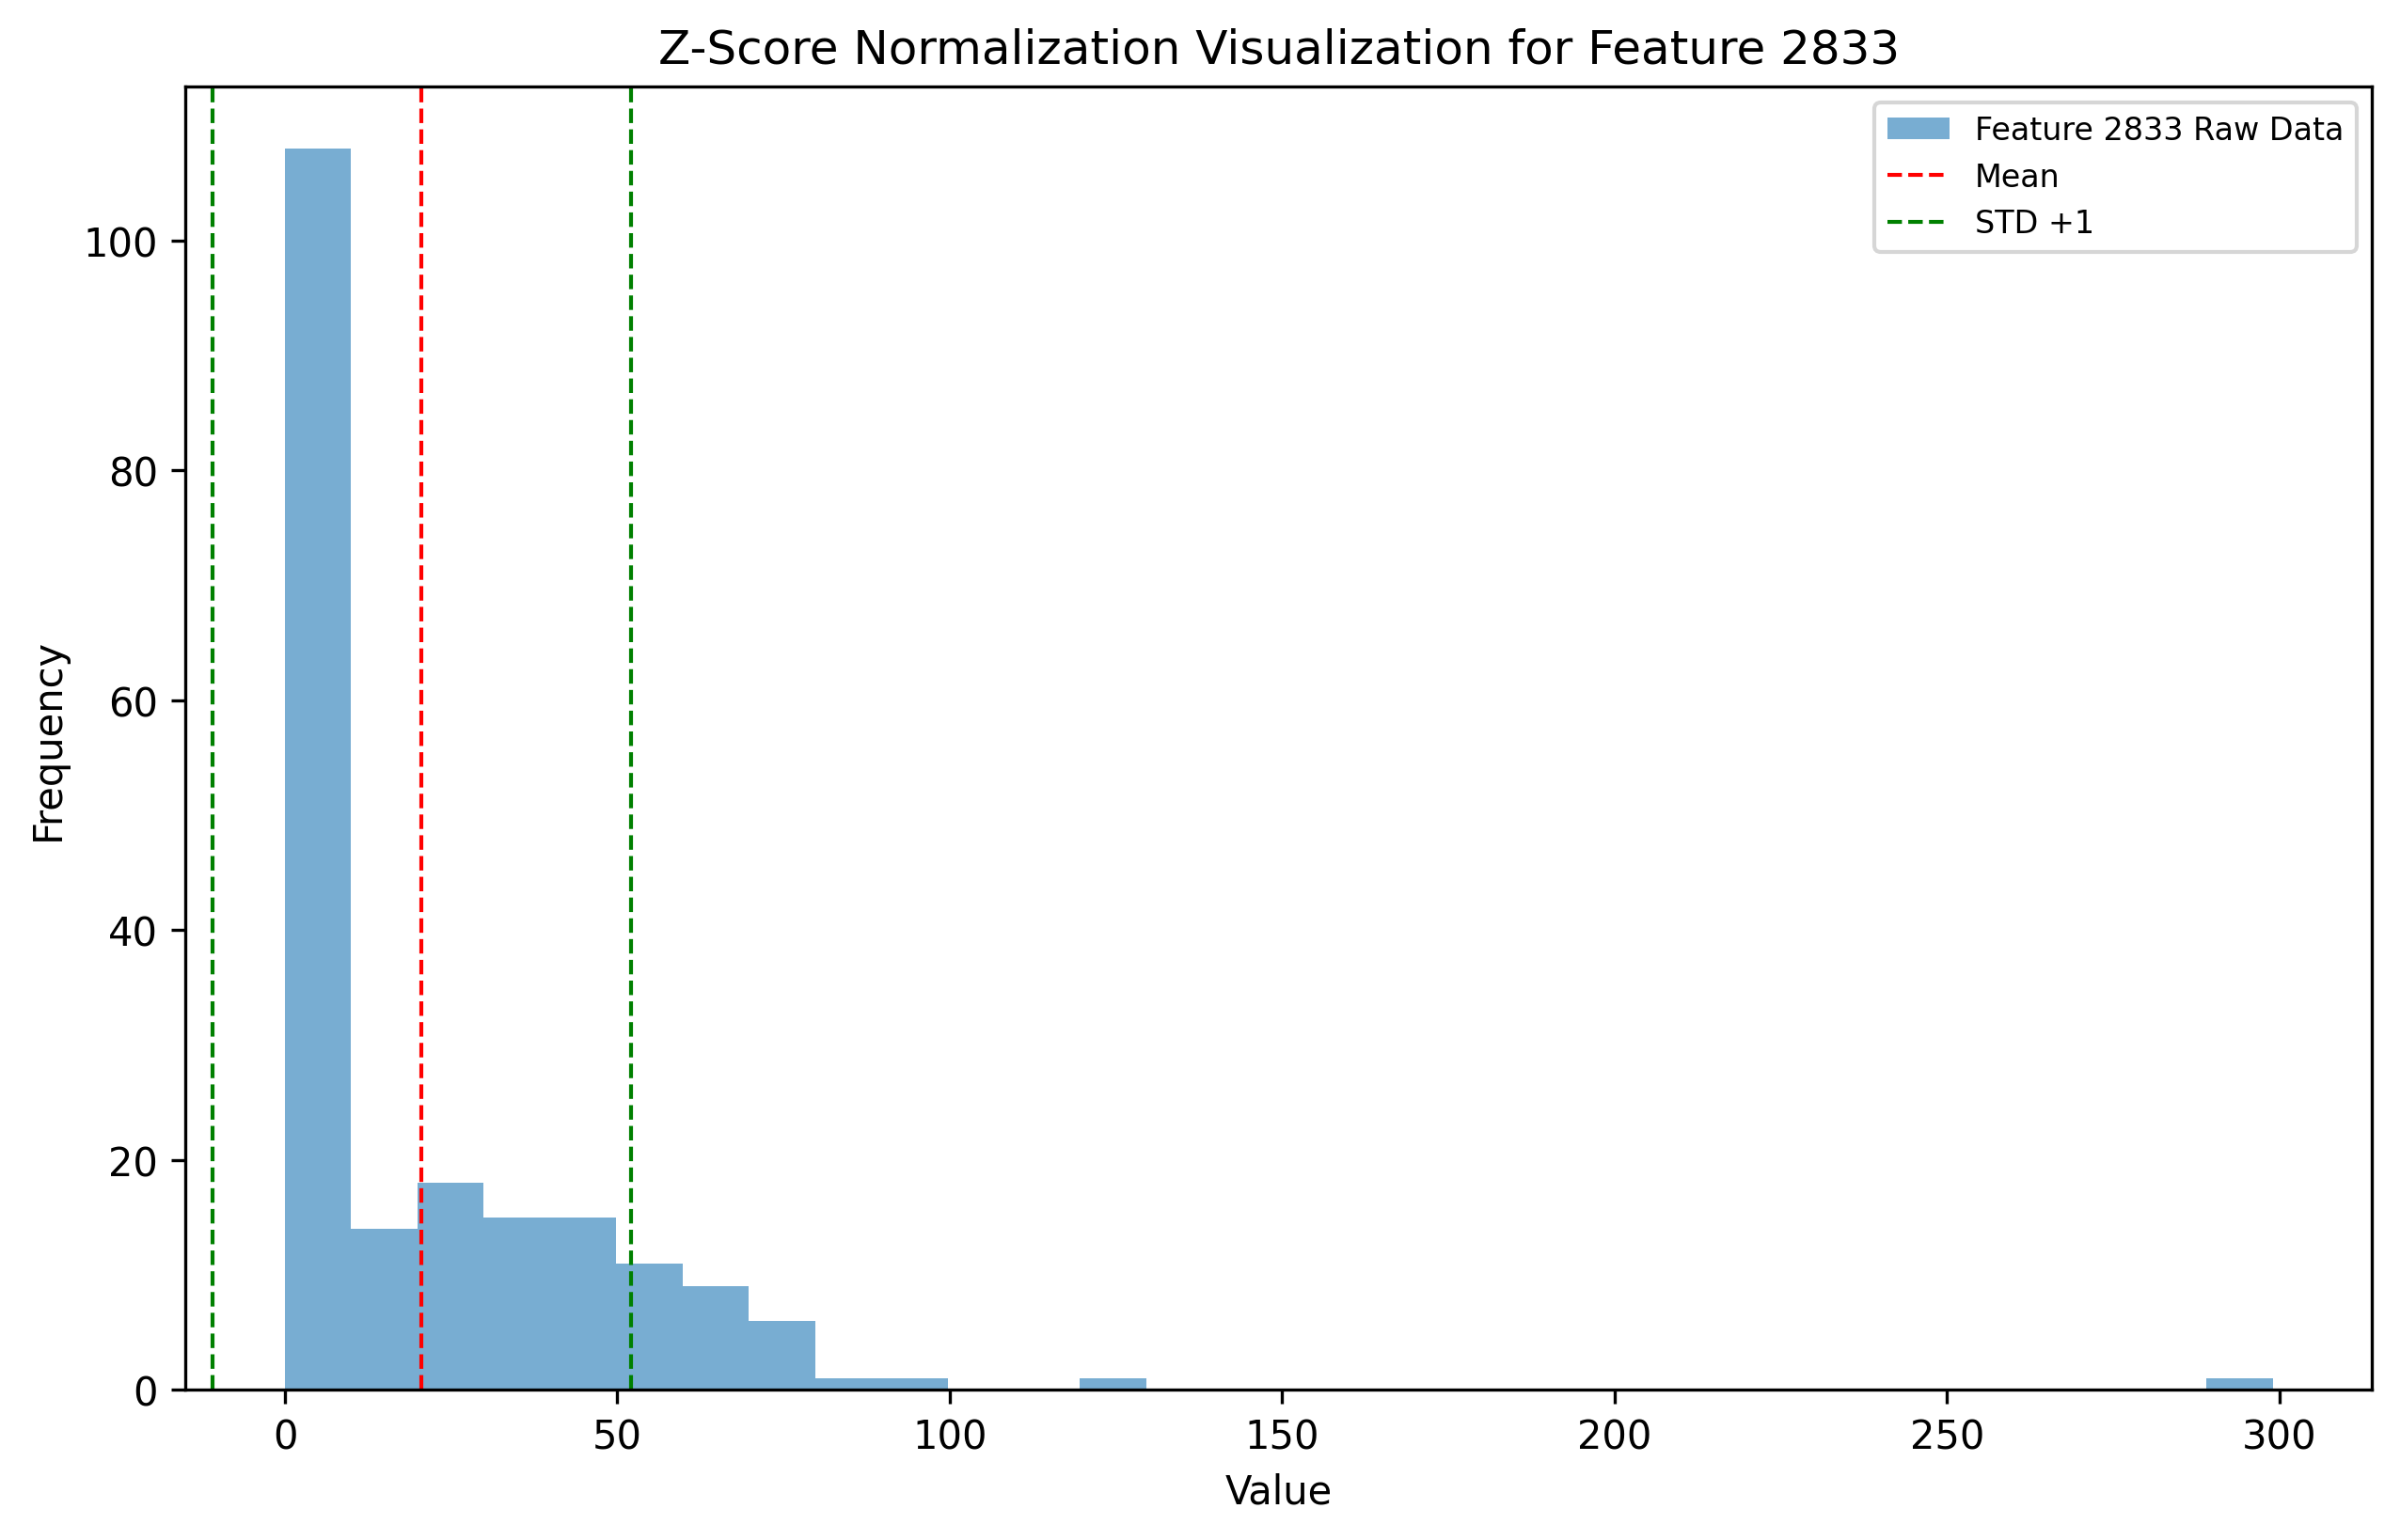 Z-Score Normalization Visualization for Feature 2833
Feature 2833 Raw Data
Mean
STD +1
100
80
60
40
20
0
Frequency
0 50 100 150 200 250 300
Value